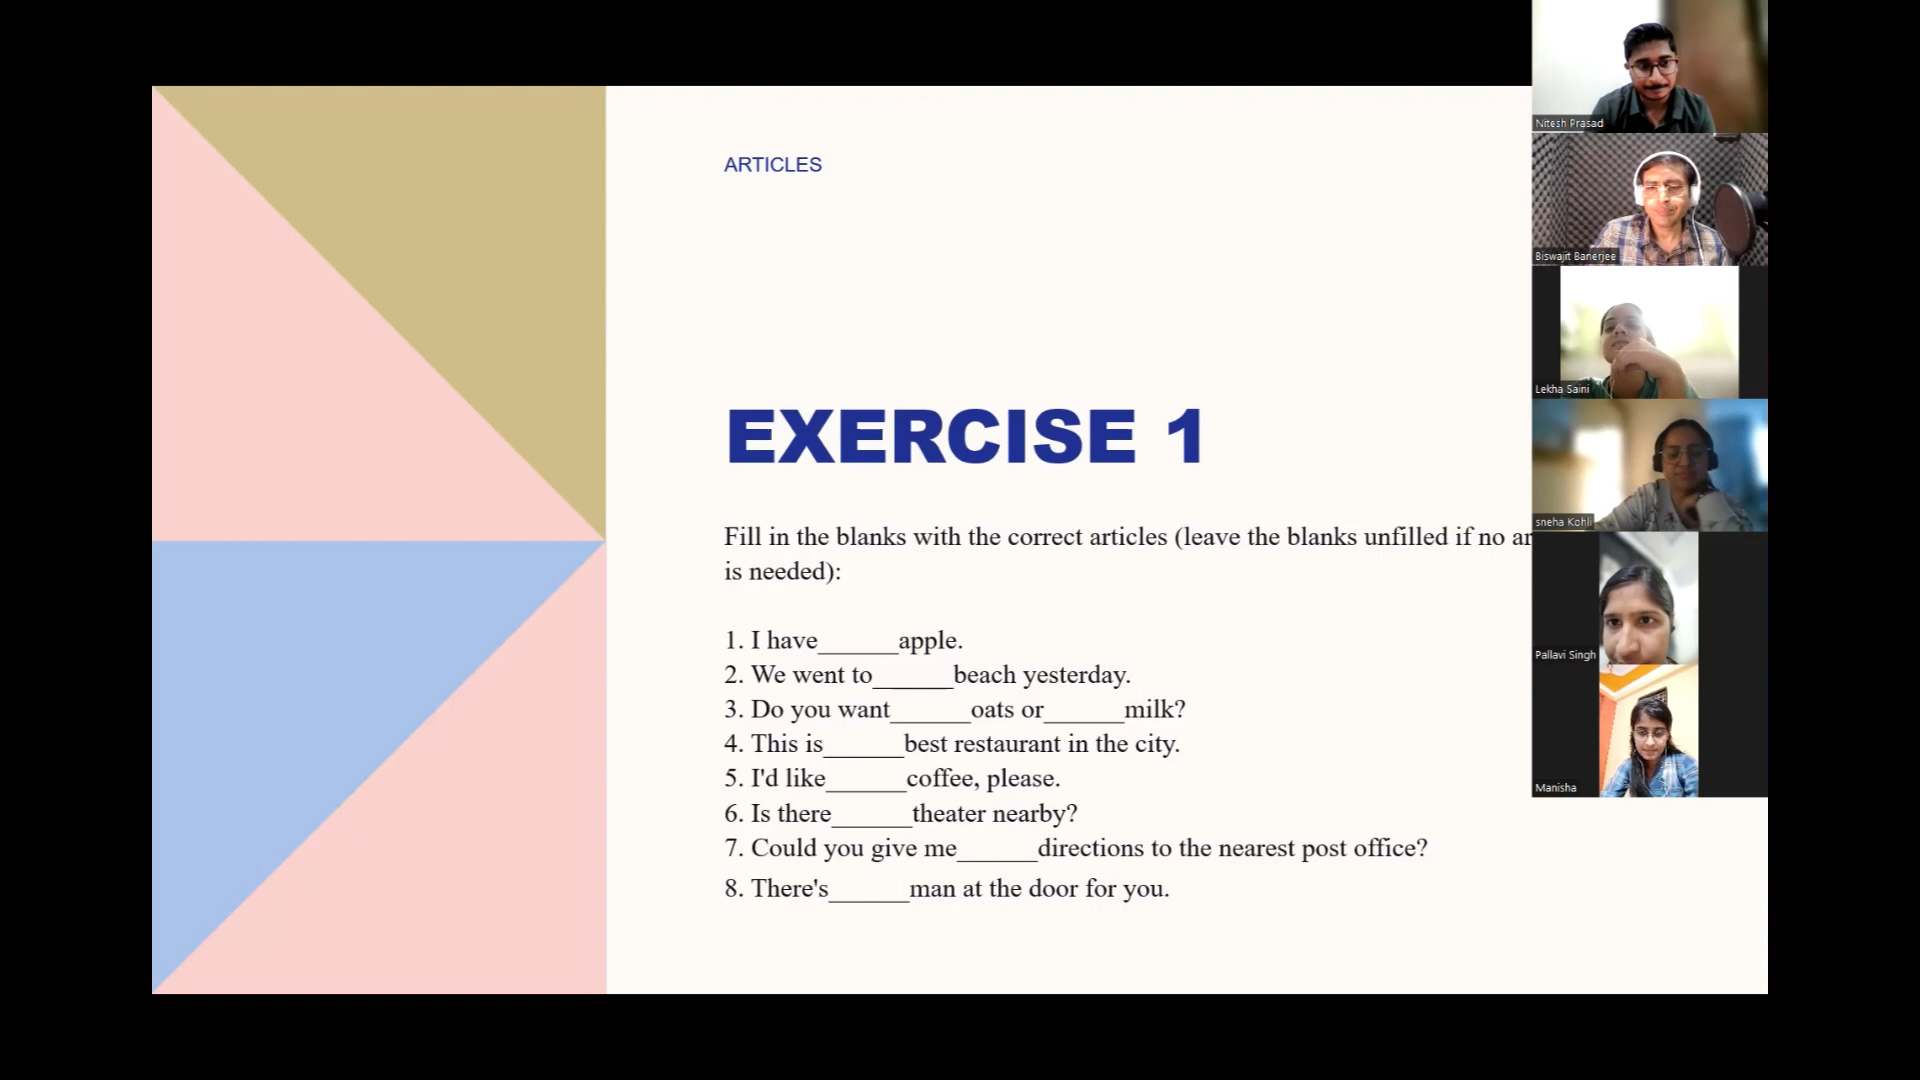 ARTICLES
EXERCISE 1
Fill in the blanks with the correct articles (leave the blanks unfilled if no
is needed):
1. I have______apple.
2. We went to______beach yesterday.
3. Do you want______oats or______milk?
4. This is______best restaurant in the city.
5. I'd like______coffee, please.
6. Is there______theater nearby?
7. Could you give me______directions to the nearest post office?
8. There's______man at the door for you.
Nitesh Prasad
Biswajit Banerjee
Lekha Saini
sneha Kohli
Pallavi Singh
Manisha